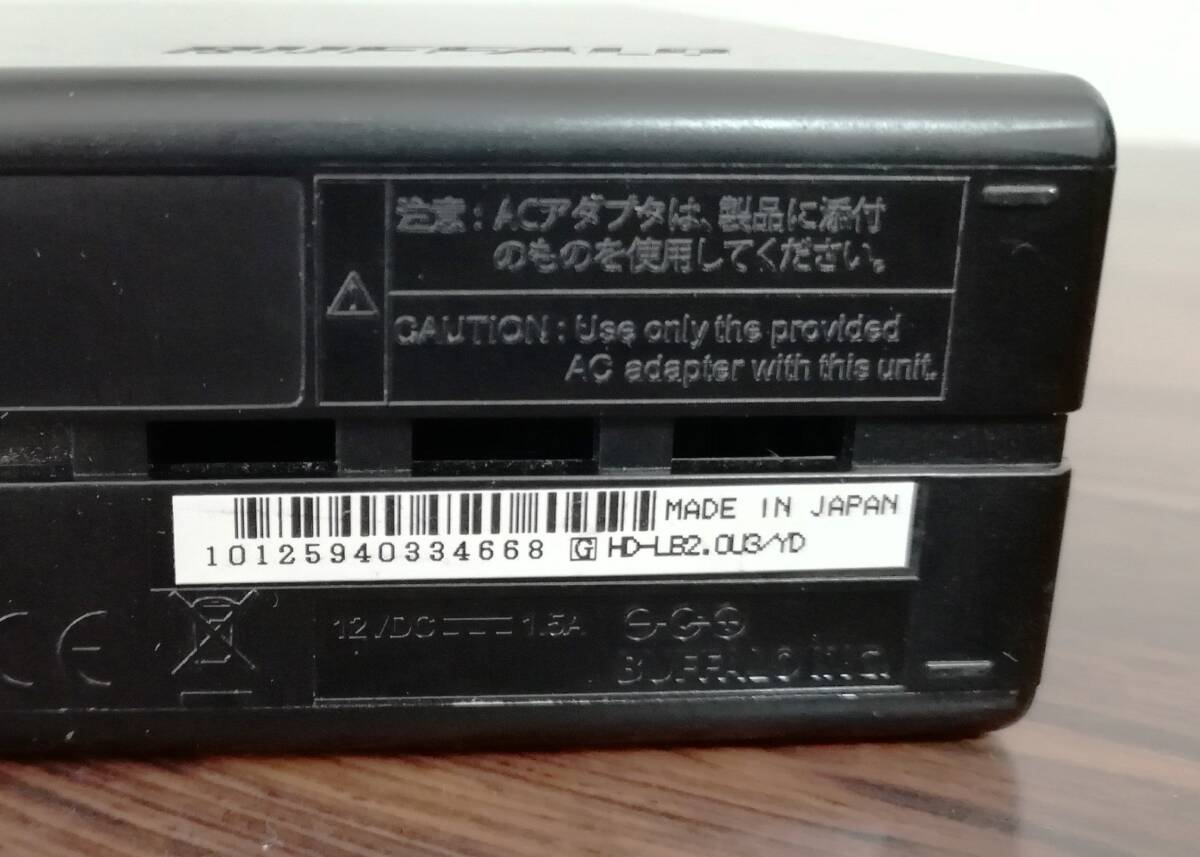 BUFFALO
注意：ACアダプタは、製品に添付
のものを使用してください。
CAUTION : Use only the provided
AC adapter with this unit.
MADE IN JAPAN
10125940334668 G HD-LB2.0U3/YD
CE
12VDC 1.5A
BUFFALO INC.